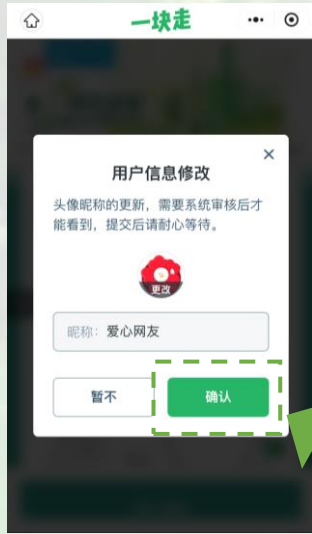 一块走
用户信息修改
头像昵称的更新，需要系统审核后才
能看到，提交后请耐心等待。
更改
昵称：爱心网友
暂不
确认